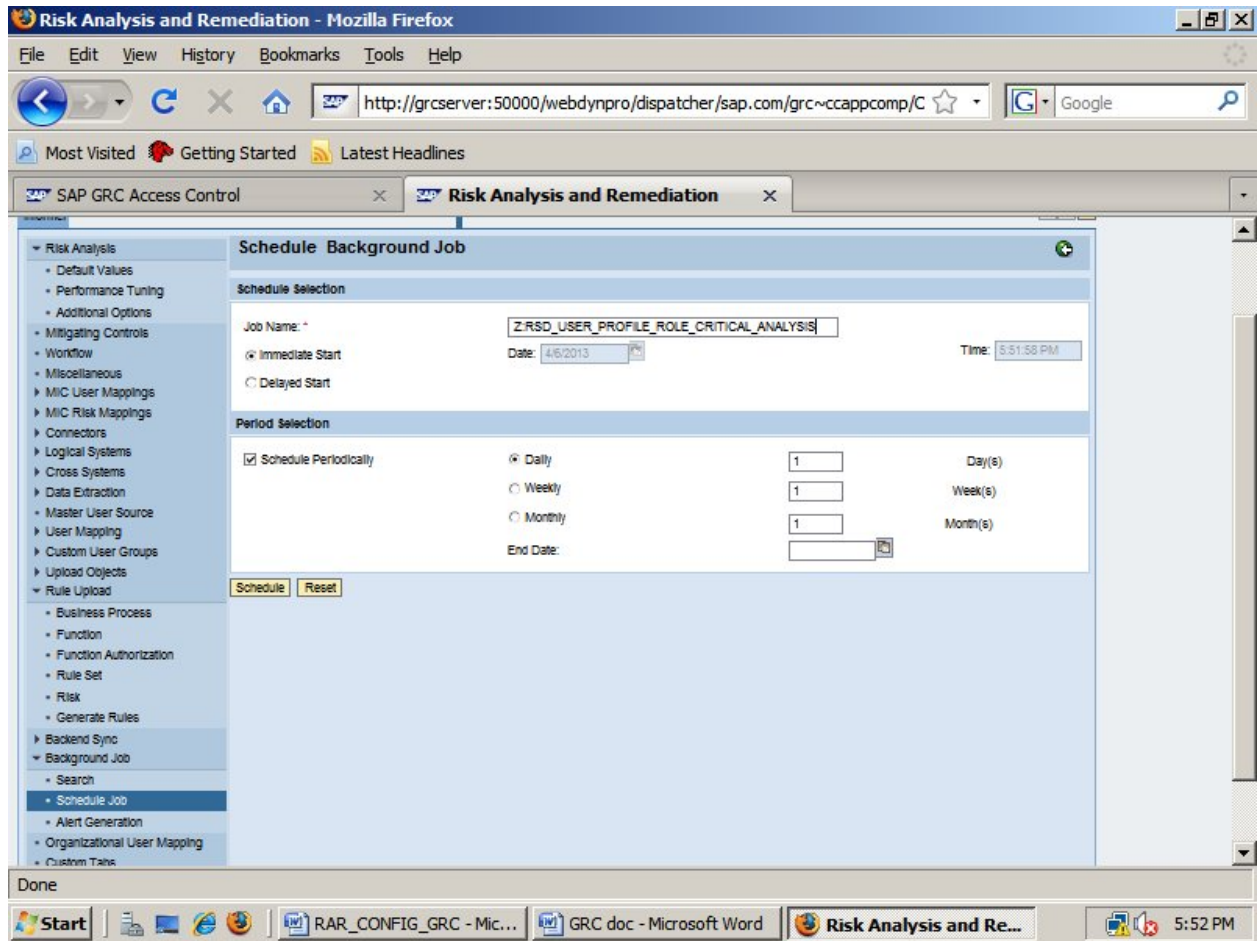 Risk Analysis and Remediation - Mozilla Firefox
File Edit View History Bookmarks Tools Help
SAP http://grcserver:50000/webdynpro/dispatcher/sap.com/grc~ccappcomp/C G Google
Most Visited Getting Started Latest Headlines
SAP SAP GRC Access Control SAP Risk Analysis and Remediation
Informer
Risk Analysis
Default Values
Performance Tuning
Additional Options
Mitigating Controls
Workflow
Miscellaneous
MIC User Mappings
MIC Risk Mappings
Connectors
Logical Systems
Cross Systems
Data Extraction
Master User Source
User Mapping
Custom User Groups
Upload Objects
Rule Upload
Business Process
Function
Function Authorization
Rule Set
Risk
Generate Rules
Backend Sync
Background Job
Search
Schedule Job
Alert Generation
Organizational User Mapping
Custom Tabs
Schedule Background Job
Schedule Selection
Job Name: * Z:RSD_USER_PROFILE_ROLE_CRITICAL_ANALYSIS
Immediate Start Date: 4/6/2013 Time: 5:51:58 PM
Delayed Start
Period Selection
Schedule Periodically Daily 1 Day(s)
Weekly 1 Week(s)
Monthly 1 Month(s)
End Date:
Schedule Reset
Done
Start RAR_CONFIG_GRC - Mic... GRC doc - Microsoft Word Risk Analysis and Re... 5:52 PM